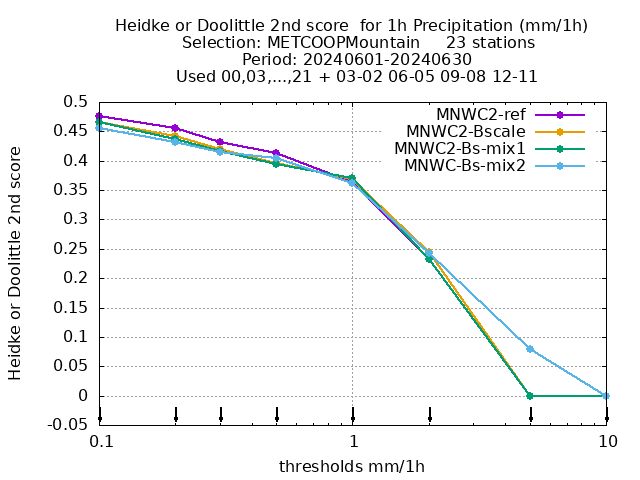 Heidke or Doolittle 2nd score  for 1h Precipitation (mm/1h)
Selection: METCOOPMountain     23 stations
Period: 20240601-20240630
Used 00,03,...,21 + 03-02 06-05 09-08 12-11
MNWC2-ref
MNWC2-Bscale
MNWC2-Bs-mix1
MNWC-Bs-mix2
Heidke or Doolittle 2nd score
0.5
0.45
0.4
0.35
0.3
0.25
0.2
0.15
0.1
0.05
0
-0.05
0.1
1
10
thresholds mm/1h